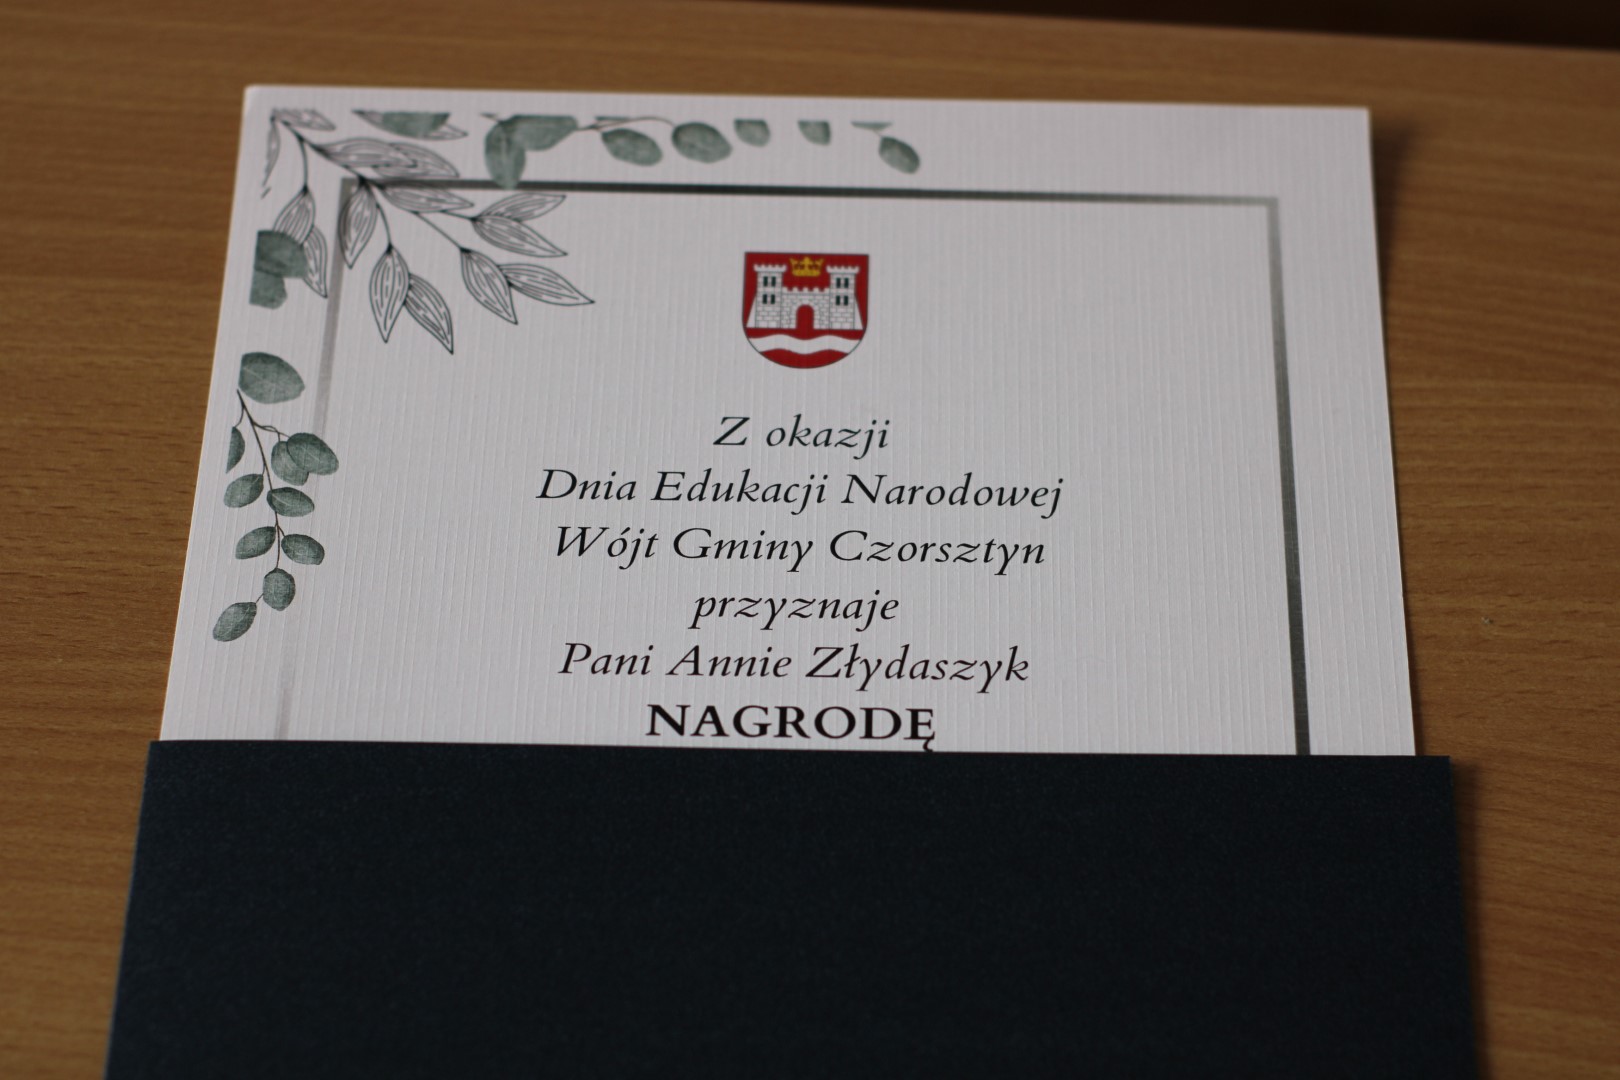 Z okazji
Dnia Edukacji Narodowej
Wójt Gminy Czorsztyn
przyznaje
Pani Annie Złydaszyk
NAGRODĘ